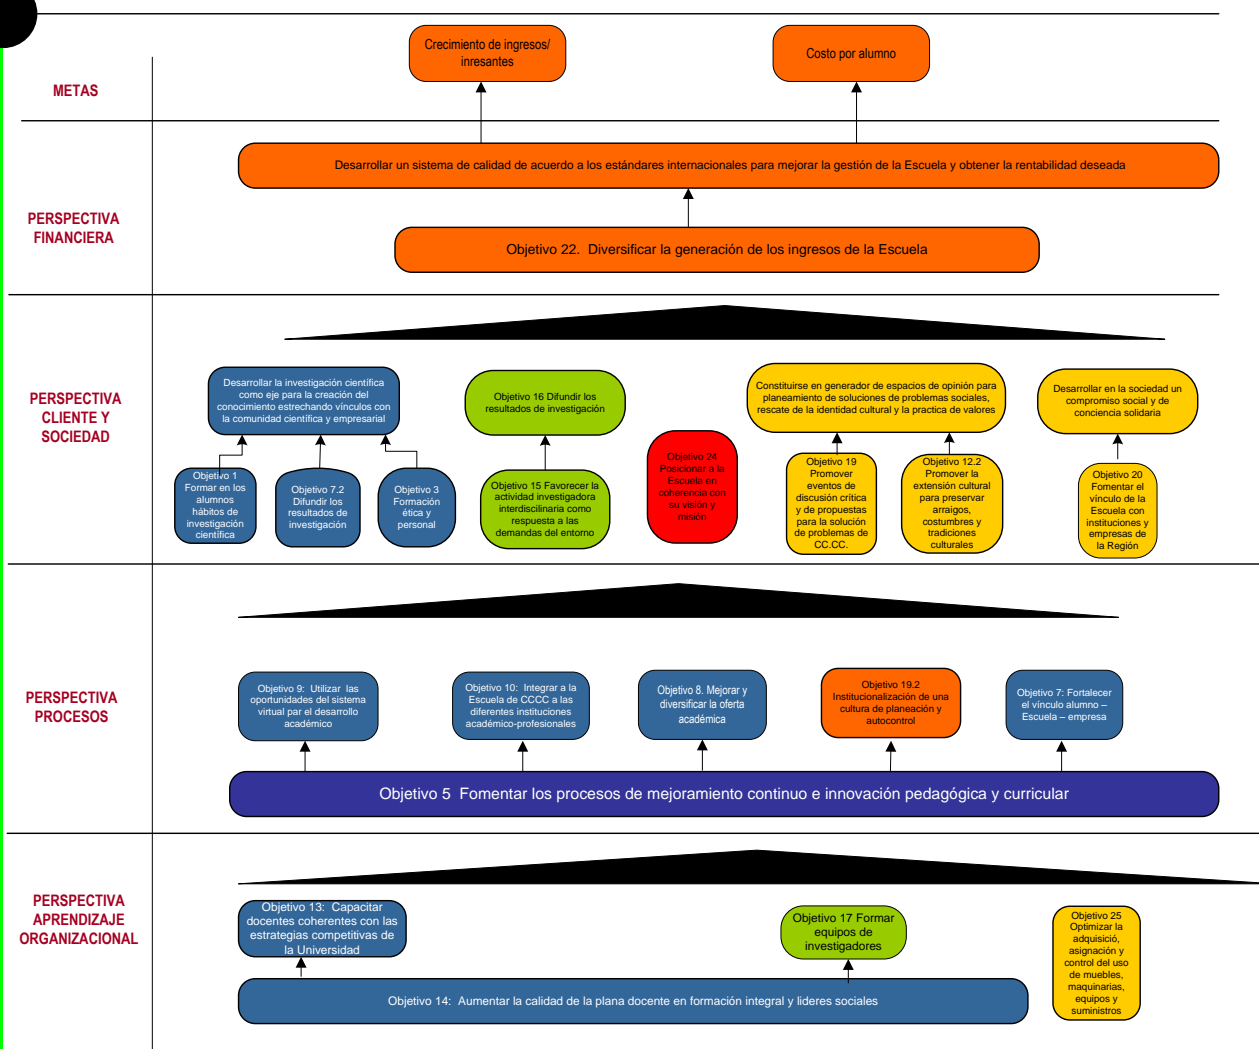 METAS
Crecimiento de ingresos/
inresantes
Costo por alumno
PERSPECTIVA
FINANCIERA
Desarrollar un sistema de calidad de acuerdo a los estándares internacionales para mejorar la gestión de la Escuela y obtener la rentabilidad deseada
Objetivo 22.  Diversificar la generación de los ingresos de la Escuela
PERSPECTIVA
CLIENTE Y
SOCIEDAD
Desarrollar la investigación científica
como eje para la creación del
conocimiento estrechando vínculos con
la comunidad científica y empresarial
Objetivo 16 Difundir los
resultados de investigación
Constituirse en generador de espacios de opinión para
planeamiento de soluciones de problemas sociales,
rescate de la identidad cultural y la practica de valores
Desarrollar en la sociedad un
compromiso social y de
conciencia solidaria
Objetivo 1
Formar en los
alumnos
hábitos de
investigación
científica
Objetivo 7.2
Difundir los
resultados de
investigación
Objetivo 3
Formación
ética y
personal
Objetivo 15 Favorecer la
actividad investigadora
interdiscilinaria como
respuesta a las
demandas del entorno
Objetivo 24
Posicionar a la
Escuela en
coherencia con
su visión y
misión
Objetivo 19
Promover
eventos de
discusión crítica
y de propuestas
para la solución
de problemas de
CC.CC.
Objetivo 12.2
Promover la
extensión cultural
para preservar
arraigos,
costumbres y
tradiciones
culturales
Objetivo 20
Fomentar el
vínculo de la
Escuela con
instituciones y
empresas de
la Región
PERSPECTIVA
PROCESOS
Objetivo 9:  Utilizar  las
oportunidades del sistema
virtual par el desarrollo
académico
Objetivo 10:  Integrar a la
Escuela de CCCC a las
diferentes instituciones
académico-profesionales
Objetivo 8. Mejorar y
diversificar la oferta
académica
Objetivo 19.2
Institucionalización de una
cultura de planeación y
autocontrol
Objetivo 7: Fortalecer
el vínculo alumno –
Escuela – empresa
Objetivo 5  Fomentar los procesos de mejoramiento continuo e innovación pedagógica y curricular
PERSPECTIVA
APRENDIZAJE
ORGANIZACIONAL
Objetivo 13:  Capacitar
docentes coherentes con las
estrategias competitivas de
la Universidad
Objetivo 17 Formar
equipos de
investigadores
Objetivo 25
Optimizar la
adquisició,
asignación y
control del uso
de muebles,
maquinarias,
equipos y
suministros
Objetivo 14:  Aumentar la calidad de la plana docente en formación integral y lideres sociales